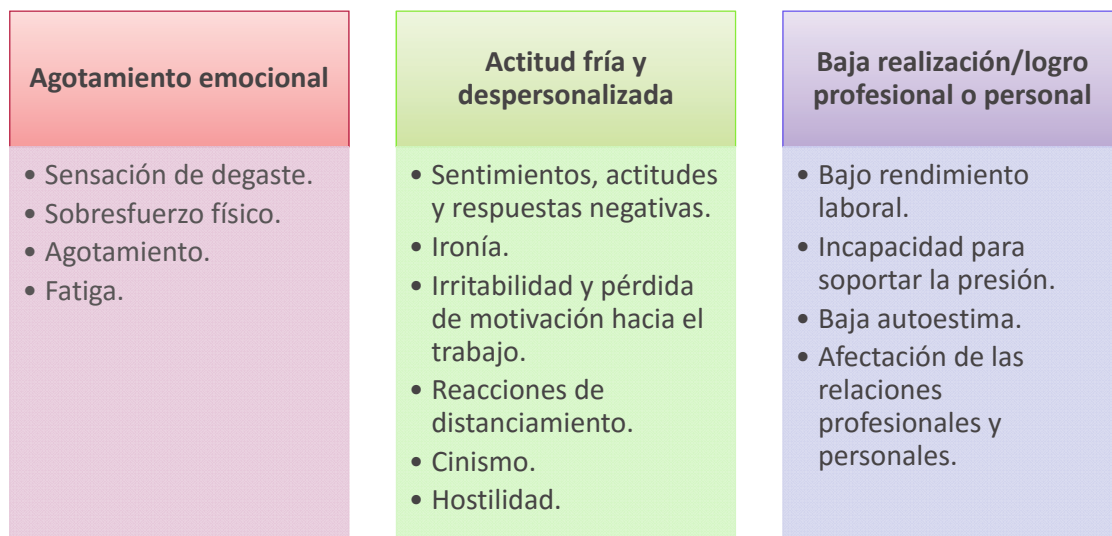 Agotamiento emocional
• Sensación de degaste.
• Sobresfuerzo físico.
• Agotamiento.
• Fatiga.
Actitud fría y
despersonalizada
• Sentimientos, actitudes
y respuestas negativas.
• Ironía.
• Irritabilidad y pérdida
de motivación hacia el
trabajo.
• Reacciones de
distanciamiento.
• Cinismo.
• Hostilidad.
Baja realización/logro
profesional o personal
• Bajo rendimiento
laboral.
• Incapacidad para
soportar la presión.
• Baja autoestima.
• Afectación de las
relaciones
profesionales y
personales.